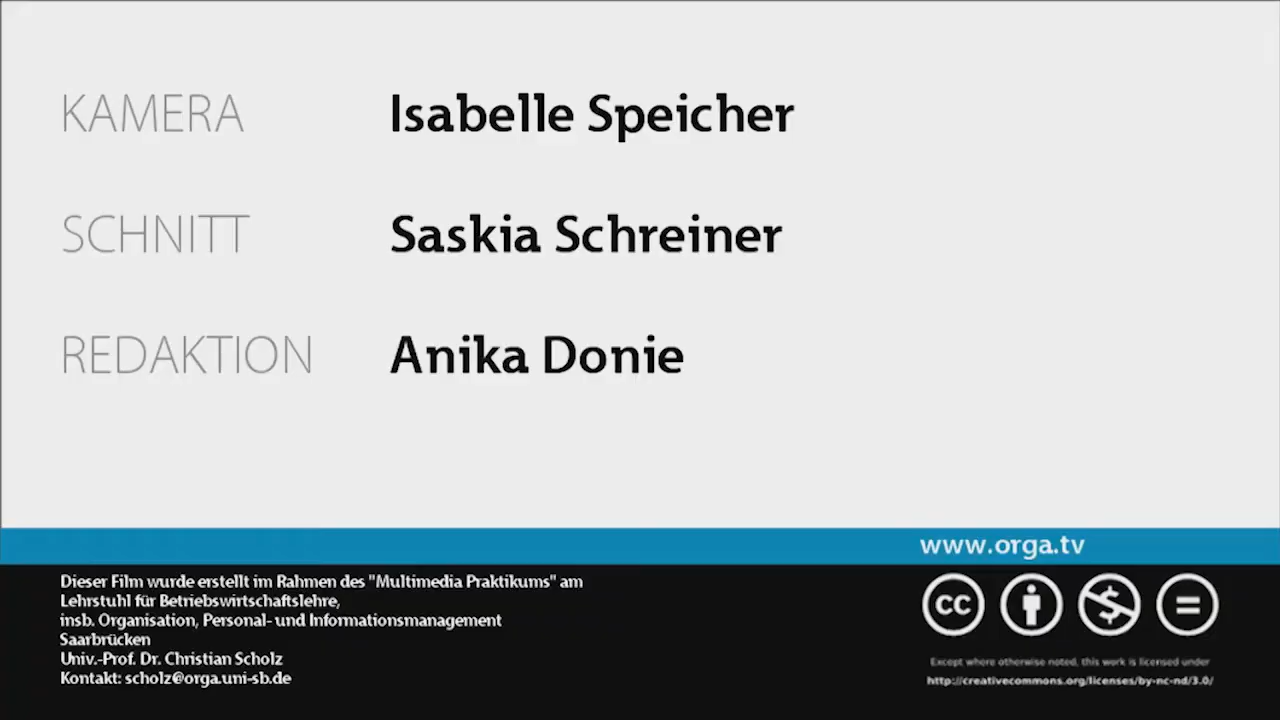 KAMERA Isabelle Speicher
SCHNITT Saskia Schreiner
REDAKTION Anika Donie
www.orga.tv
Dieser Film wurde erstellt im Rahmen des "Multimedia Praktikums" am
Lehrstuhl für Betriebswirtschaftslehre,
insb. Organisation, Personal- und Informationsmanagement
Saarbrücken
Univ.-Prof. Dr. Christian Scholz
Kontakt: scholz@orga.uni-sb.de
cc $ =
Except where otherwise noted, this work is licensed under
http://creativecommons.org/licenses/by-nc-nd/3.0/